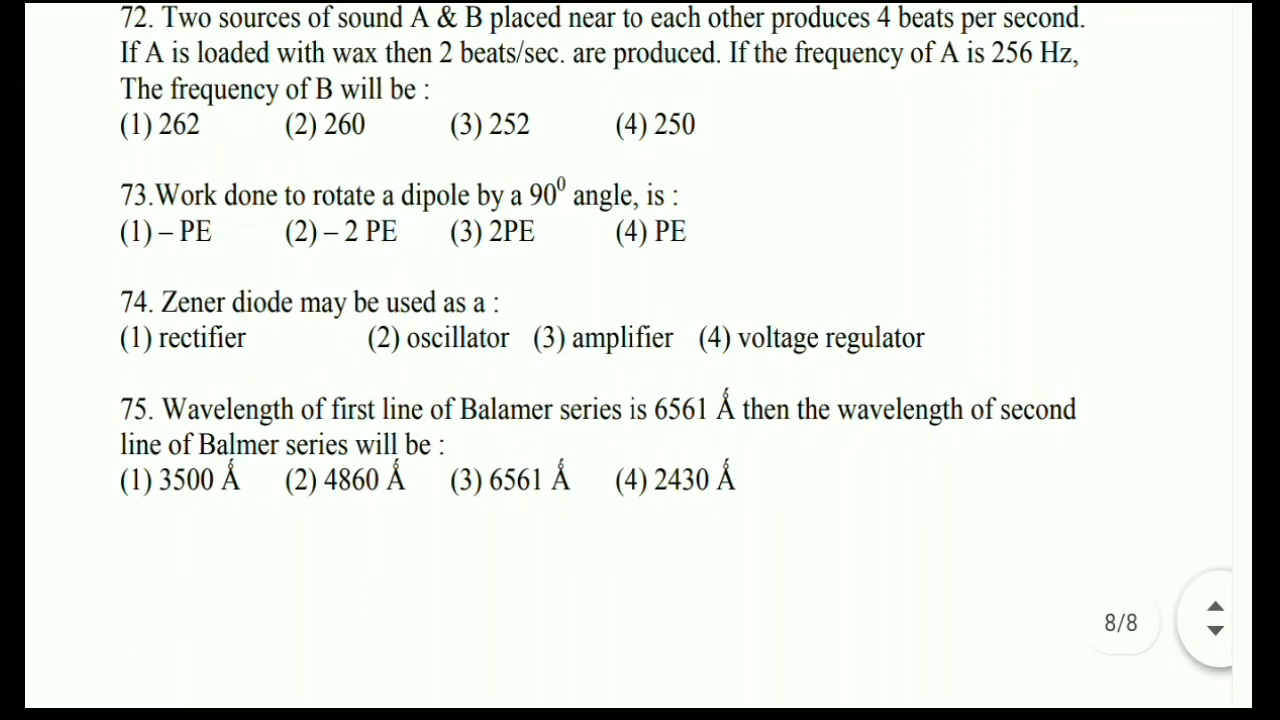 72. Two sources of sound A & B placed near to each other produces 4 beats per second.
If A is loaded with wax then 2 beats/sec. are produced. If the frequency of A is 256 Hz,
The frequency of B will be :
(1) 262 (2) 260 (3) 252 (4) 250
73.Work done to rotate a dipole by a 90⁰ angle, is :
(1) – PE (2) – 2 PE (3) 2PE (4) PE
74. Zener diode may be used as a :
(1) rectifier (2) oscillator (3) amplifier (4) voltage regulator
75. Wavelength of first line of Balamer series is 6561 Ǻ then the wavelength of second
line of Balmer series will be :
(1) 3500 Ǻ (2) 4860 Ǻ (3) 6561 Ǻ (4) 2430 Ǻ
8/8